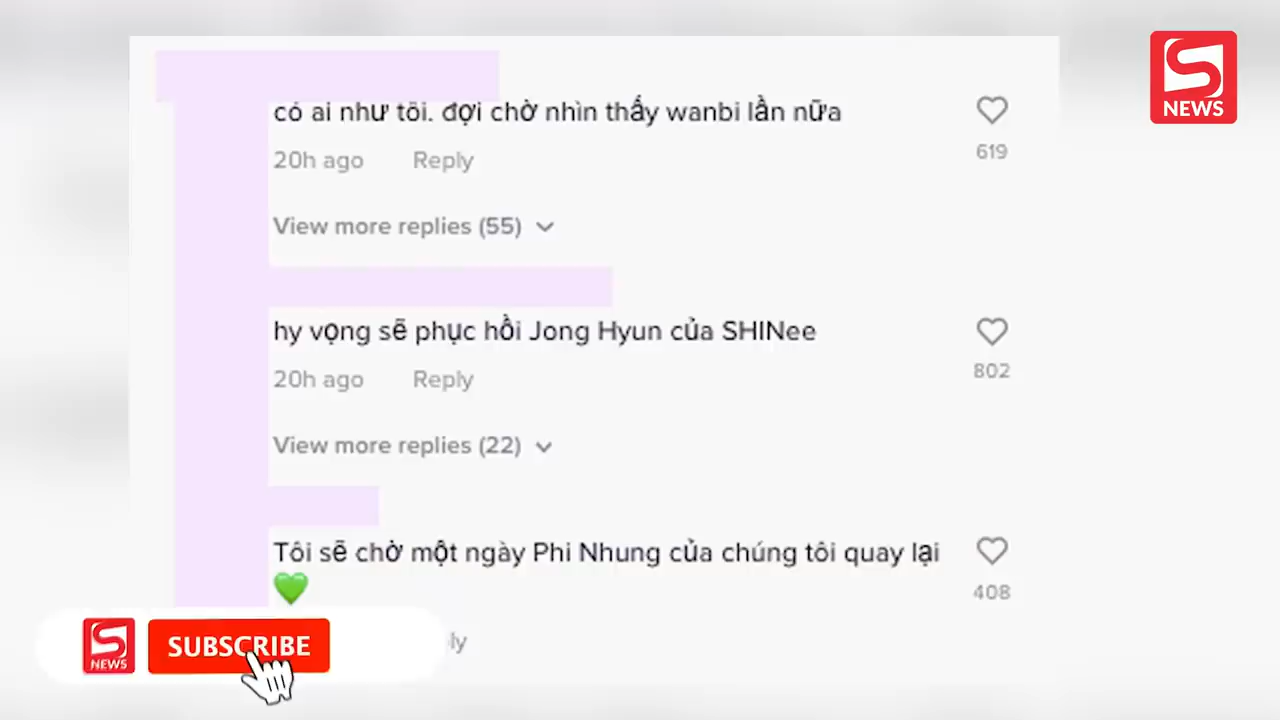 S
NEWS
có ai như tôi. đợi chờ nhìn thấy wanbi lần nữa
619
20h ago Reply
View more replies (55)
hy vọng sẽ phục hồi Jong Hyun của SHINee
802
20h ago Reply
View more replies (22)
Tôi sẽ chờ một ngày Phi Nhung của chúng tôi quay lại
💚
408
ly
S
NEWS
SUBSCRIBE